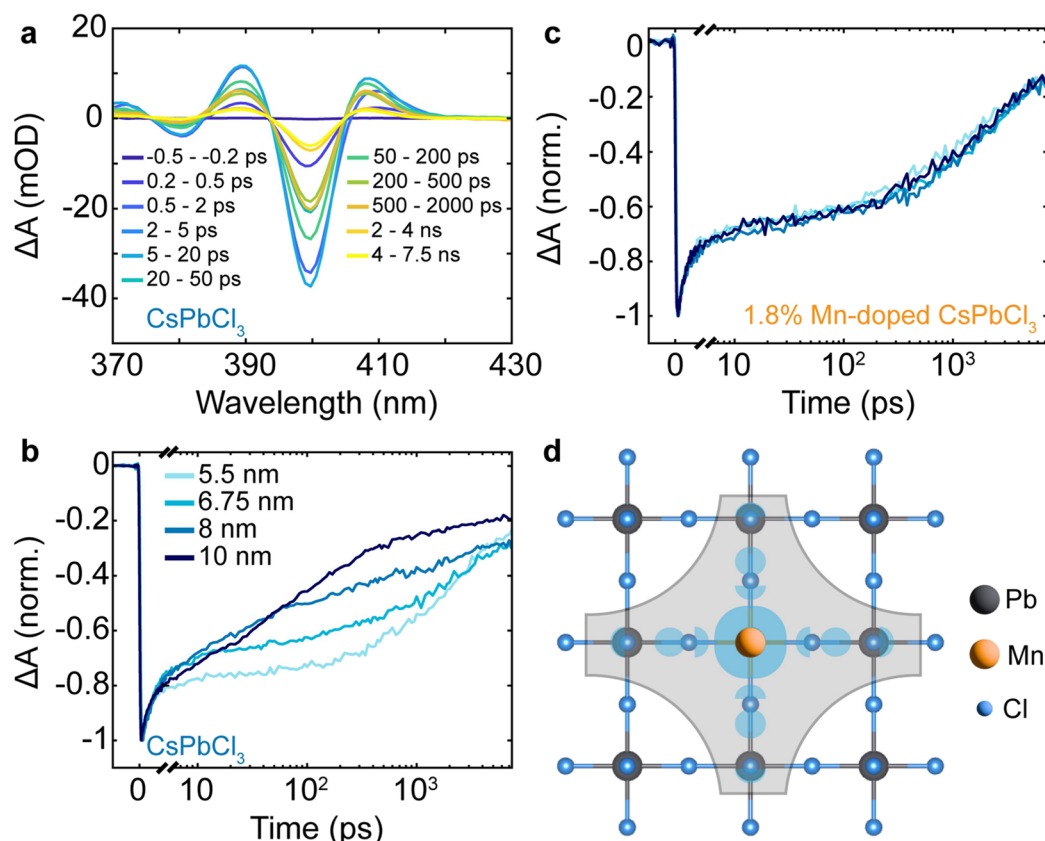 a
20
0
-20
-40
ΔA (mOD)
-0.5 - -0.2 ps
0.2 - 0.5 ps
0.5 - 2 ps
2 - 5 ps
5 - 20 ps
20 - 50 ps
50 - 200 ps
200 - 500 ps
500 - 2000 ps
2 - 4 ns
4 - 7.5 ns
CsPbCl₃
370
390
410
430
Wavelength (nm)
c
0
-0.2
-0.4
-0.6
-0.8
-1
ΔA (norm.)
1.8% Mn-doped CsPbCl₃
0
10
10²
10³
Time (ps)
b
0
-0.2
-0.4
-0.6
-0.8
-1
ΔA (norm.)
5.5 nm
6.75 nm
8 nm
10 nm
CsPbCl₃
0
10
10²
10³
Time (ps)
d
Pb
Mn
Cl